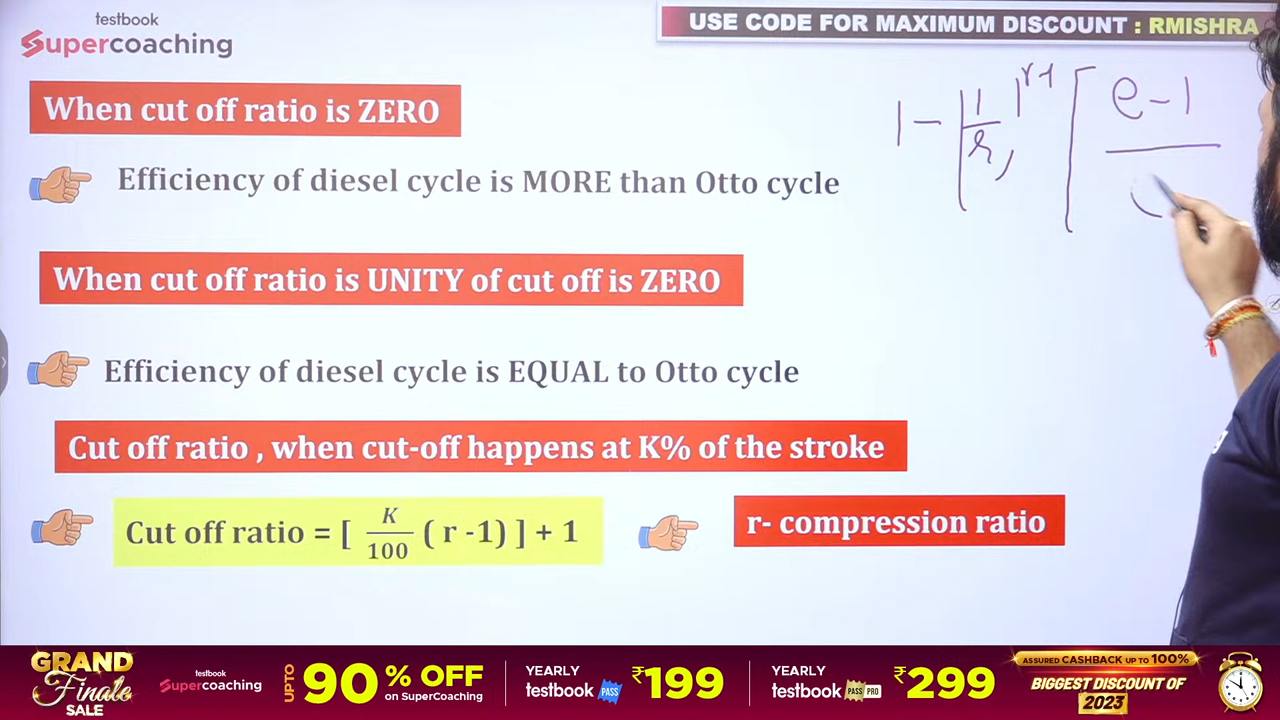 testbook
Supercoaching
USE CODE FOR MAXIMUM DISCOUNT : RMISHRA
When cut off ratio is ZERO
Efficiency of diesel cycle is MORE than Otto cycle
When cut off ratio is UNITY of cut off is ZERO
Efficiency of diesel cycle is EQUAL to Otto cycle
Cut off ratio , when cut-off happens at K% of the stroke
Cut off ratio = [ K/100 ( r -1) ] + 1
r- compression ratio
GRAND
Finale
SALE
testbook
Supercoaching
UPTO 90% OFF
on SuperCoaching
YEARLY
testbook PASS
₹199
YEARLY
testbook PASS PRO
₹299
ASSURED CASHBACK UP TO 100%
BIGGEST DISCOUNT OF
2023